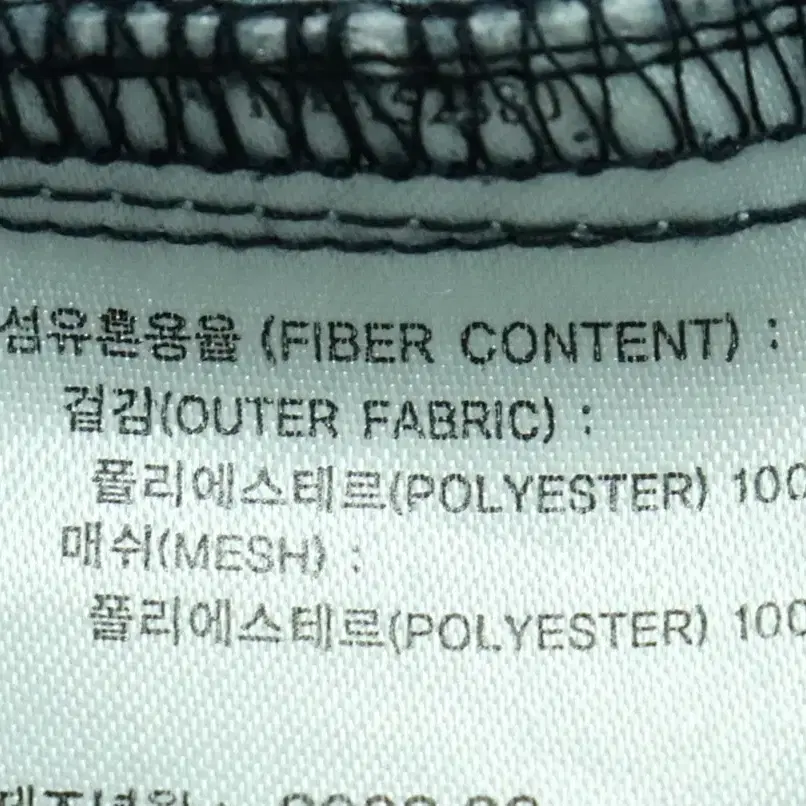 섬유혼용율 (FIBER CONTENT) :
겉감(OUTER FABRIC) :
폴리에스테르(POLYESTER) 100
매쉬(MESH) :
폴리에스테르(POLYESTER) 100